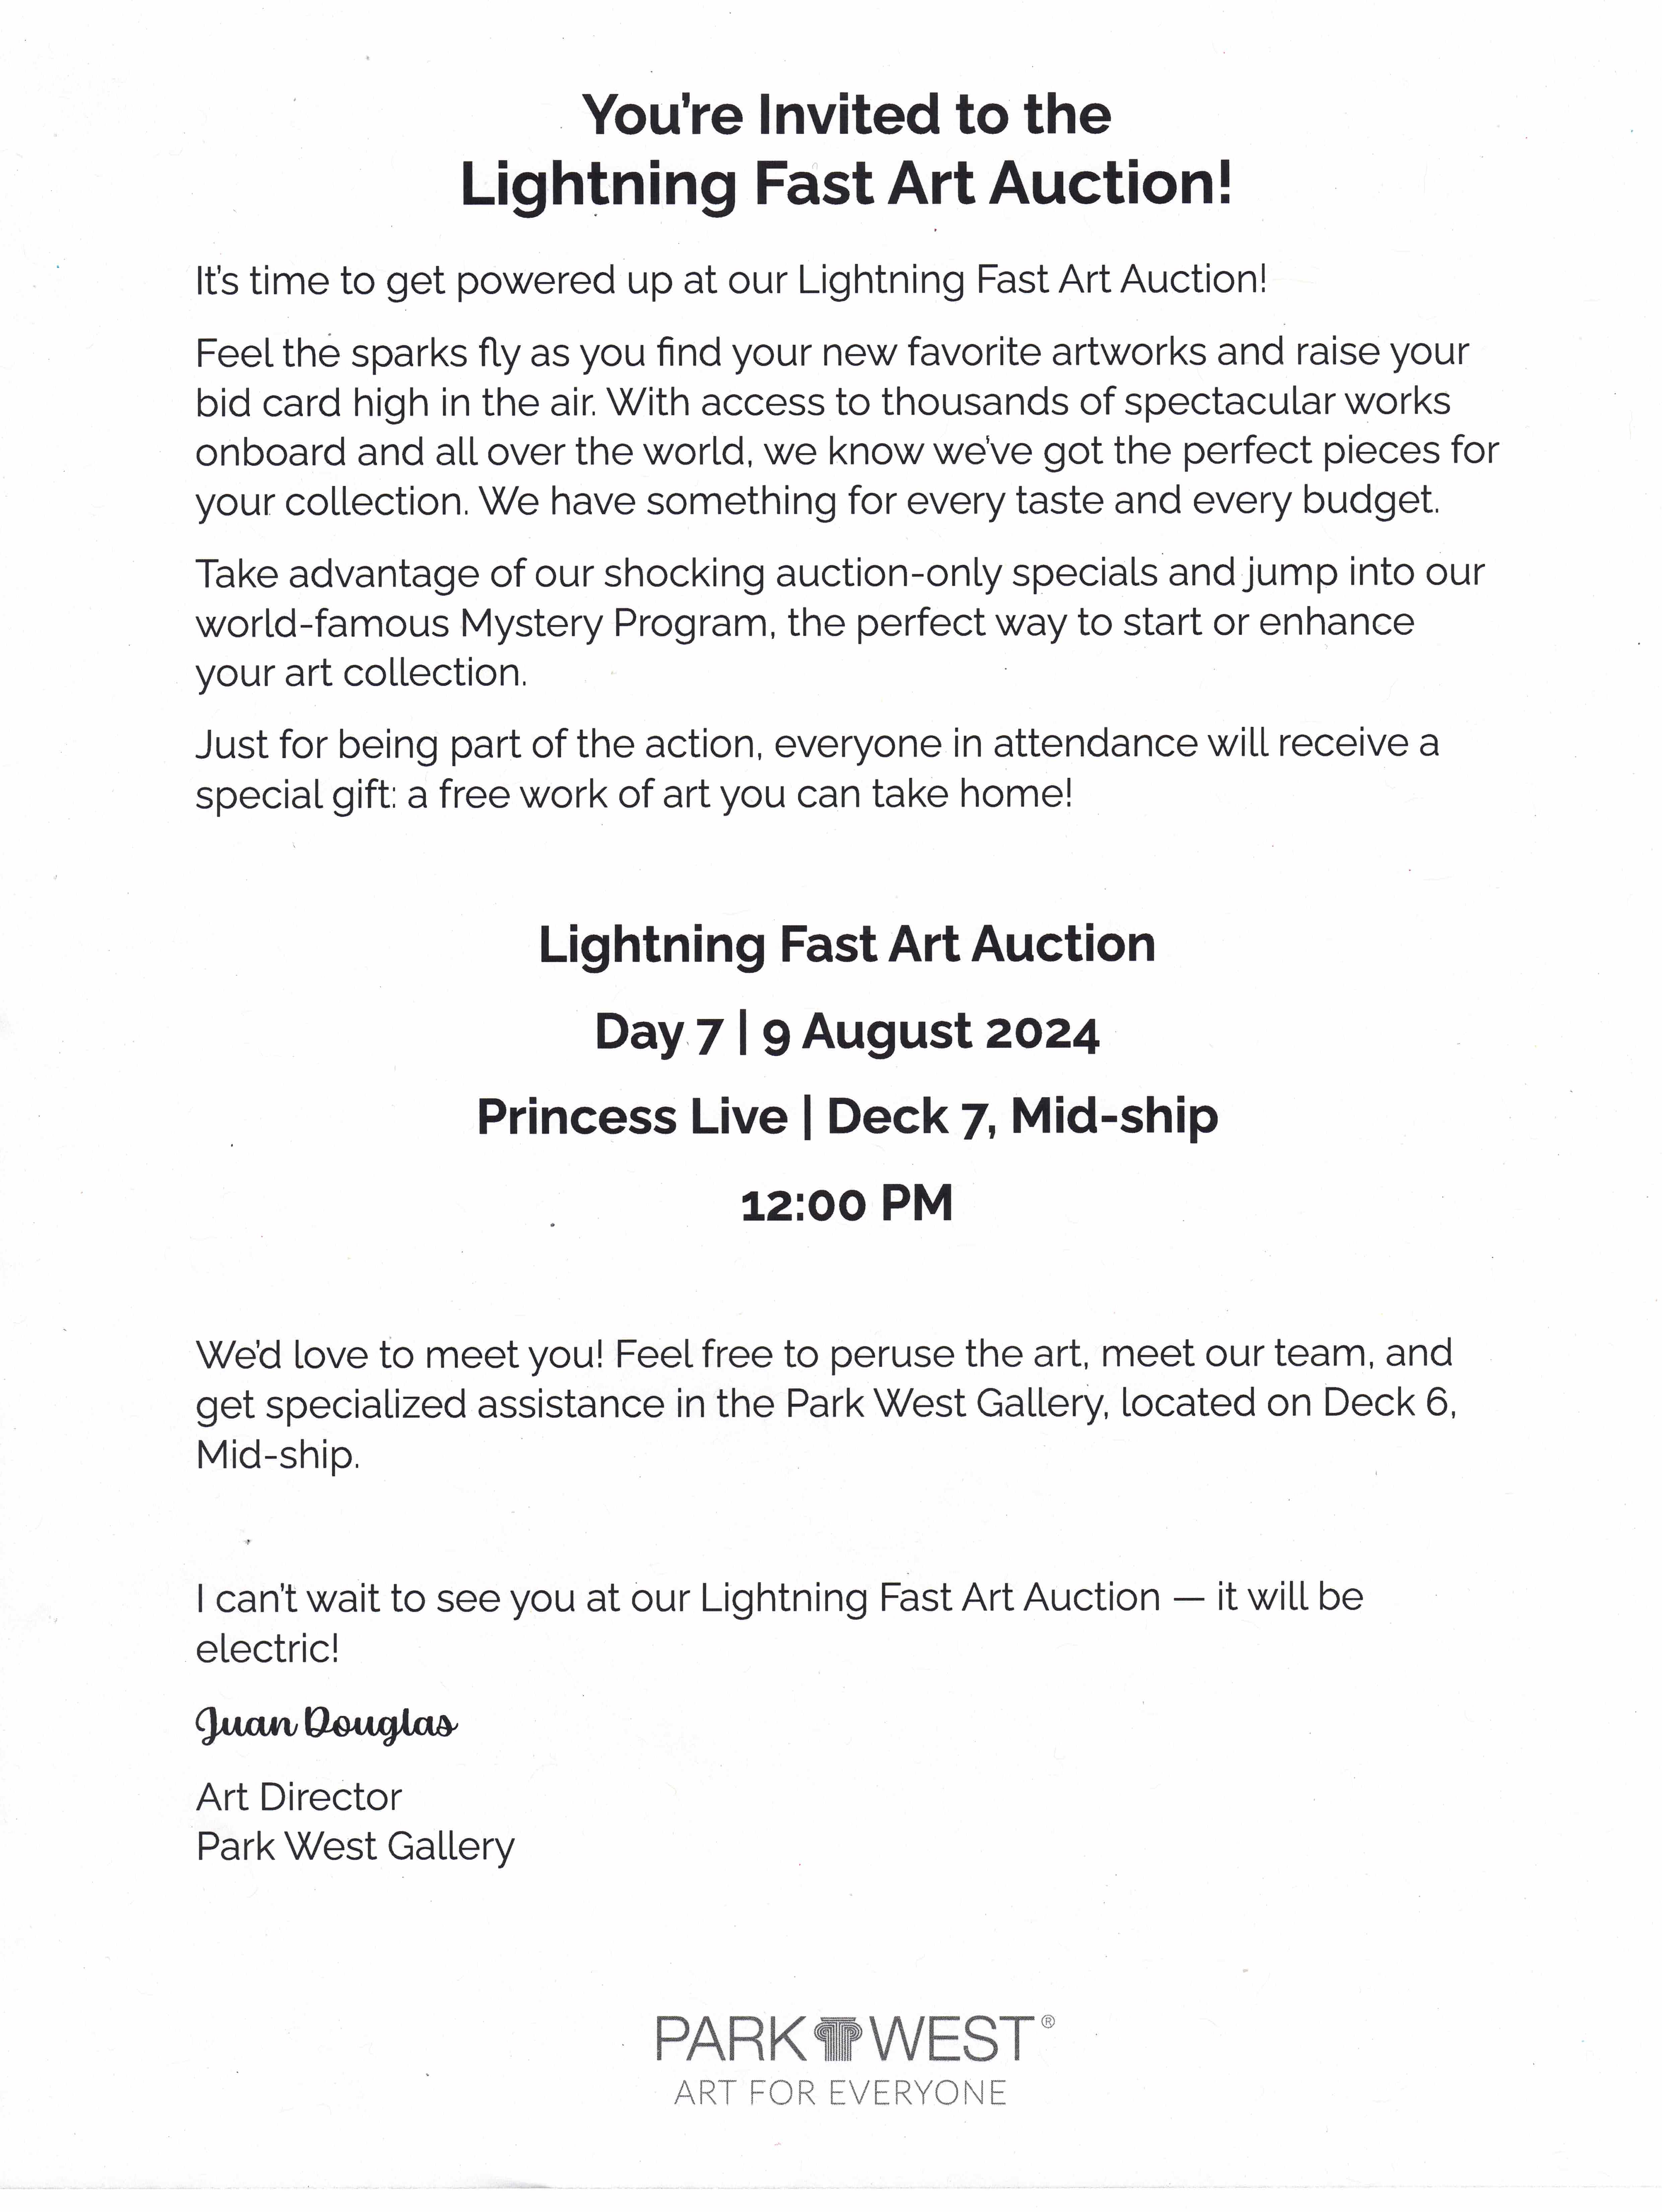 You're Invited to the
Lightning Fast Art Auction!
It's time to get powered up at our Lightning Fast Art Auction!
Feel the sparks fly as you find your new favorite artworks and raise your
bid card high in the air. With access to thousands of spectacular works
onboard and all over the world, we know we've got the perfect pieces for
your collection. We have something for every taste and every budget.
Take advantage of our shocking auction-only specials and jump into our
world-famous Mystery Program, the perfect way to start or enhance
your art collection.
Just for being part of the action, everyone in attendance will receive a
special gift: a free work of art you can take home!
Lightning Fast Art Auction
Day 7 | 9 August 2024
Princess Live | Deck 7, Mid-ship
12:00 PM
We'd love to meet you! Feel free to peruse the art, meet our team, and
get specialized assistance in the Park West Gallery, located on Deck 6,
Mid-ship.
I can't wait to see you at our Lightning Fast Art Auction — it will be
electric!
Juan Douglas
Art Director
Park West Gallery
PARK WEST®
ART FOR EVERYONE